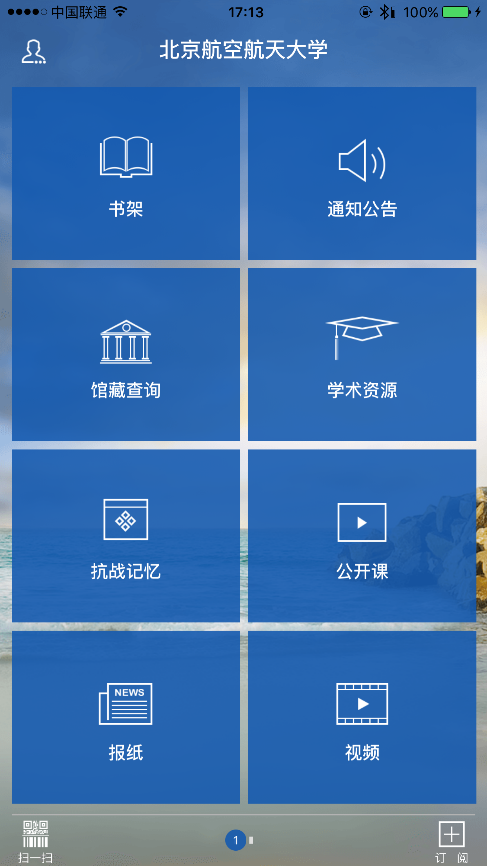 中国联通 17:13 100%
北京航空航天大学
书架 通知公告
馆藏查询 学术资源
抗战记忆 公开课
NEWS
报纸 视频
1
扫一扫 订 阅